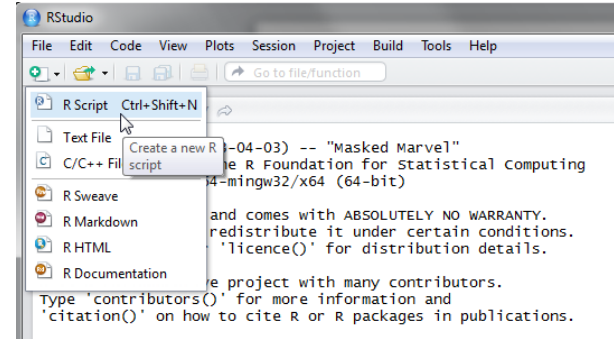 RStudio
File Edit Code View Plots Session Project Build Tools Help
Go to file/function
R Script Ctrl+Shift+N
Text File
C/C++ Fil
R Sweave
R Markdown
R HTML
R Documentation
Create a new R
script
-04-03) -- "Masked Marvel"
e R Foundation for Statistical Computing
4-mingw32/x64 (64-bit)
and comes with ABSOLUTELY NO WARRANTY.
redistribute it under certain conditions.
'licence()' for distribution details.
e project with many contributors.
Type 'contributors()' for more information and
'citation()' on how to cite R or R packages in publications.